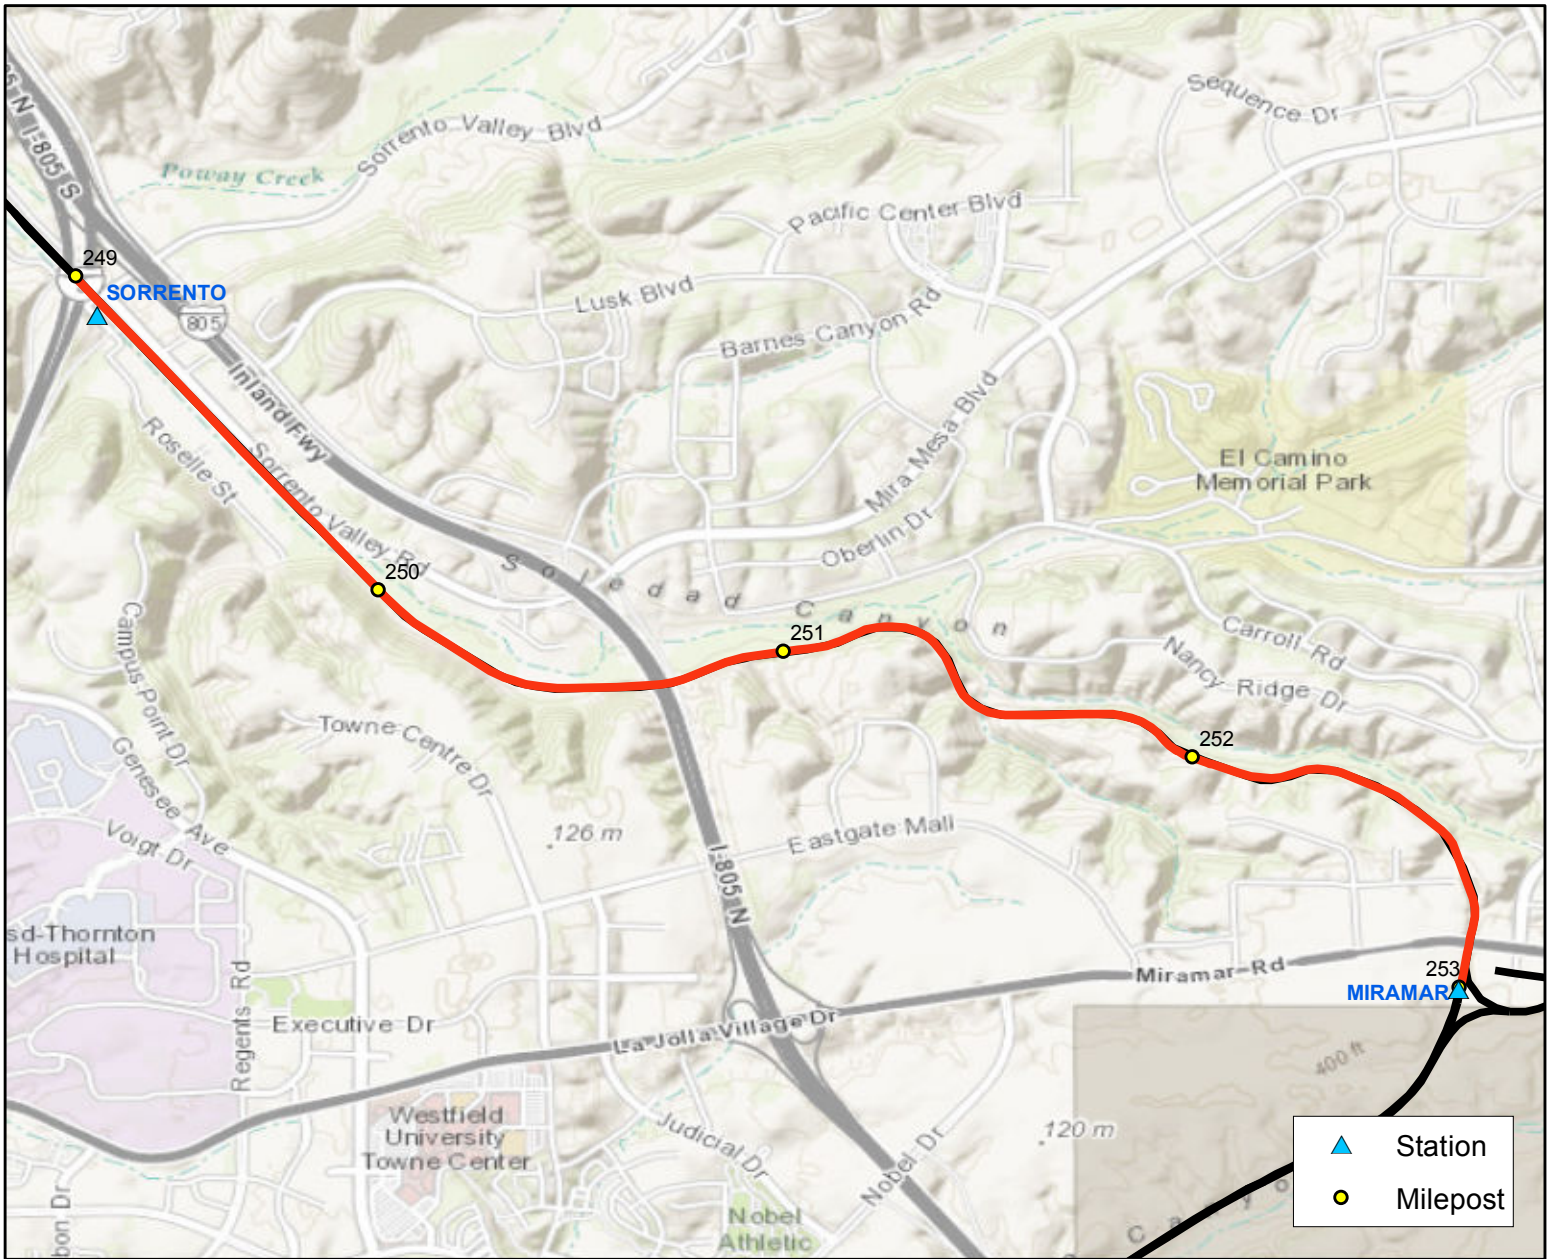 Sequence Dr
Sorrento Valley Blvd
I-805 S
Poway Creek
Pacific Center Blvd
249
SORRENTO
Lusk Blvd
805
Barnes Canyon Rd
Inland Fwy
Mira Mesa Blvd
Roselle St
Sorrento Valley Rd
El Camino
Memorial Park
Oberlin Dr
250
Soledad Canyon
251
Campus Point Dr
Carroll Rd
Nancy Ridge Dr
Towne Centre Dr
252
Genesee Ave
Voigt Dr
126 m
Eastgate Mall
I-805 N
sd-Thornton
Hospital
Miramar Rd
253
MIRAMAR
Regents Rd
Executive Dr
La Jolla Village Dr
400 ft
Westfield
University
Towne Center
Judicial Dr
120 m
Nobel Dr
Station
Milepost
Nobel
Athletic
bon Dr